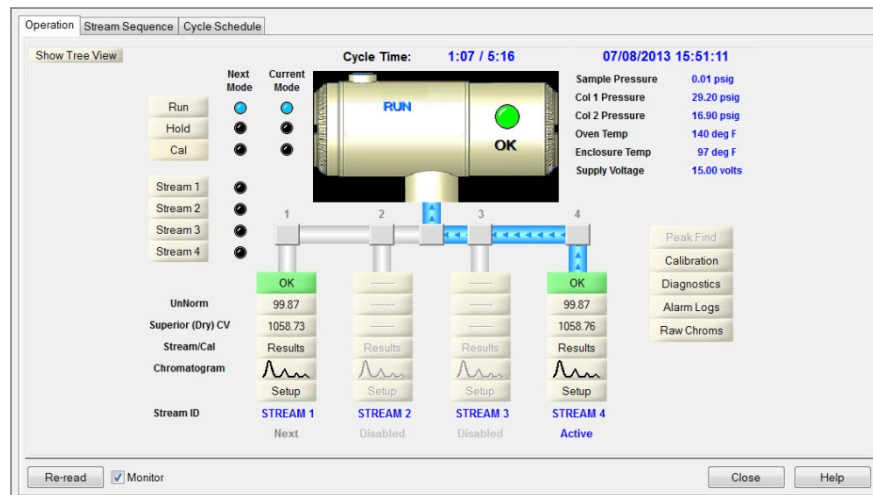 Operation Stream Sequence Cycle Schedule
Show Tree View
Cycle Time: 1:07 / 5:16 07/08/2013 15:51:11
Next Mode Current Mode
Run
Hold
Cal
Stream 1
Stream 2
Stream 3
Stream 4
RUN
OK
Sample Pressure 0.01 psig
Col 1 Pressure 29.20 psig
Col 2 Pressure 16.90 psig
Oven Temp 140 deg F
Enclosure Temp 97 deg F
Supply Voltage 15.00 volts
1 2 3 4
OK ------- ------- OK
UnNorm 99.87 ------- ------- 99.87
Superior (Dry) CV 1058.73 ------- ------- 1058.76
Stream/Cal Results Results Results Results
Chromatogram
Setup Setup Setup Setup
Stream ID STREAM 1 STREAM 2 STREAM 3 STREAM 4
Next Disabled Disabled Active
Peak Find
Calibration
Diagnostics
Alarm Logs
Raw Chroms
Re-read Monitor Close Help